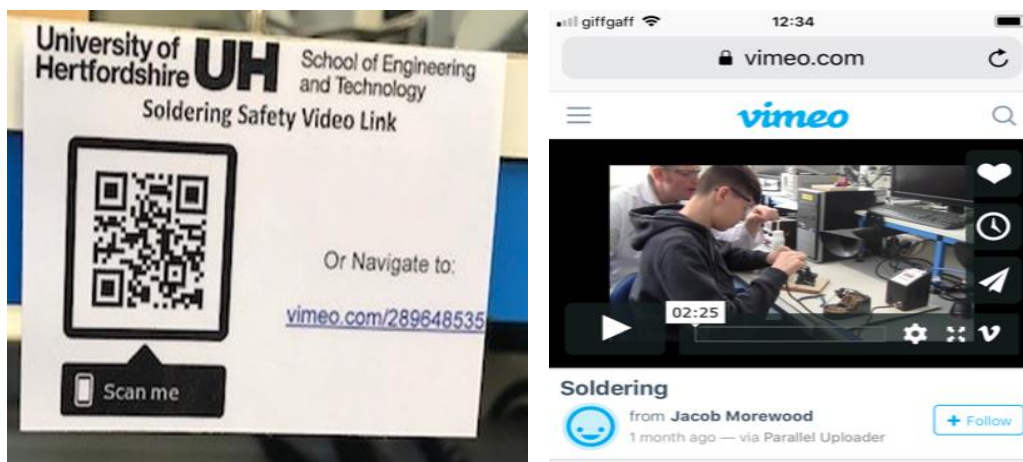 University of
Hertfordshire UH
School of Engineering
and Technology
Soldering Safety Video Link
Or Navigate to:
vimeo.com/289648535
Scan me
giffgaff
12:34
vimeo.com
vimeo
02:25
Soldering
from Jacob Morewood
1 month ago — via Parallel Uploader
+ Follow